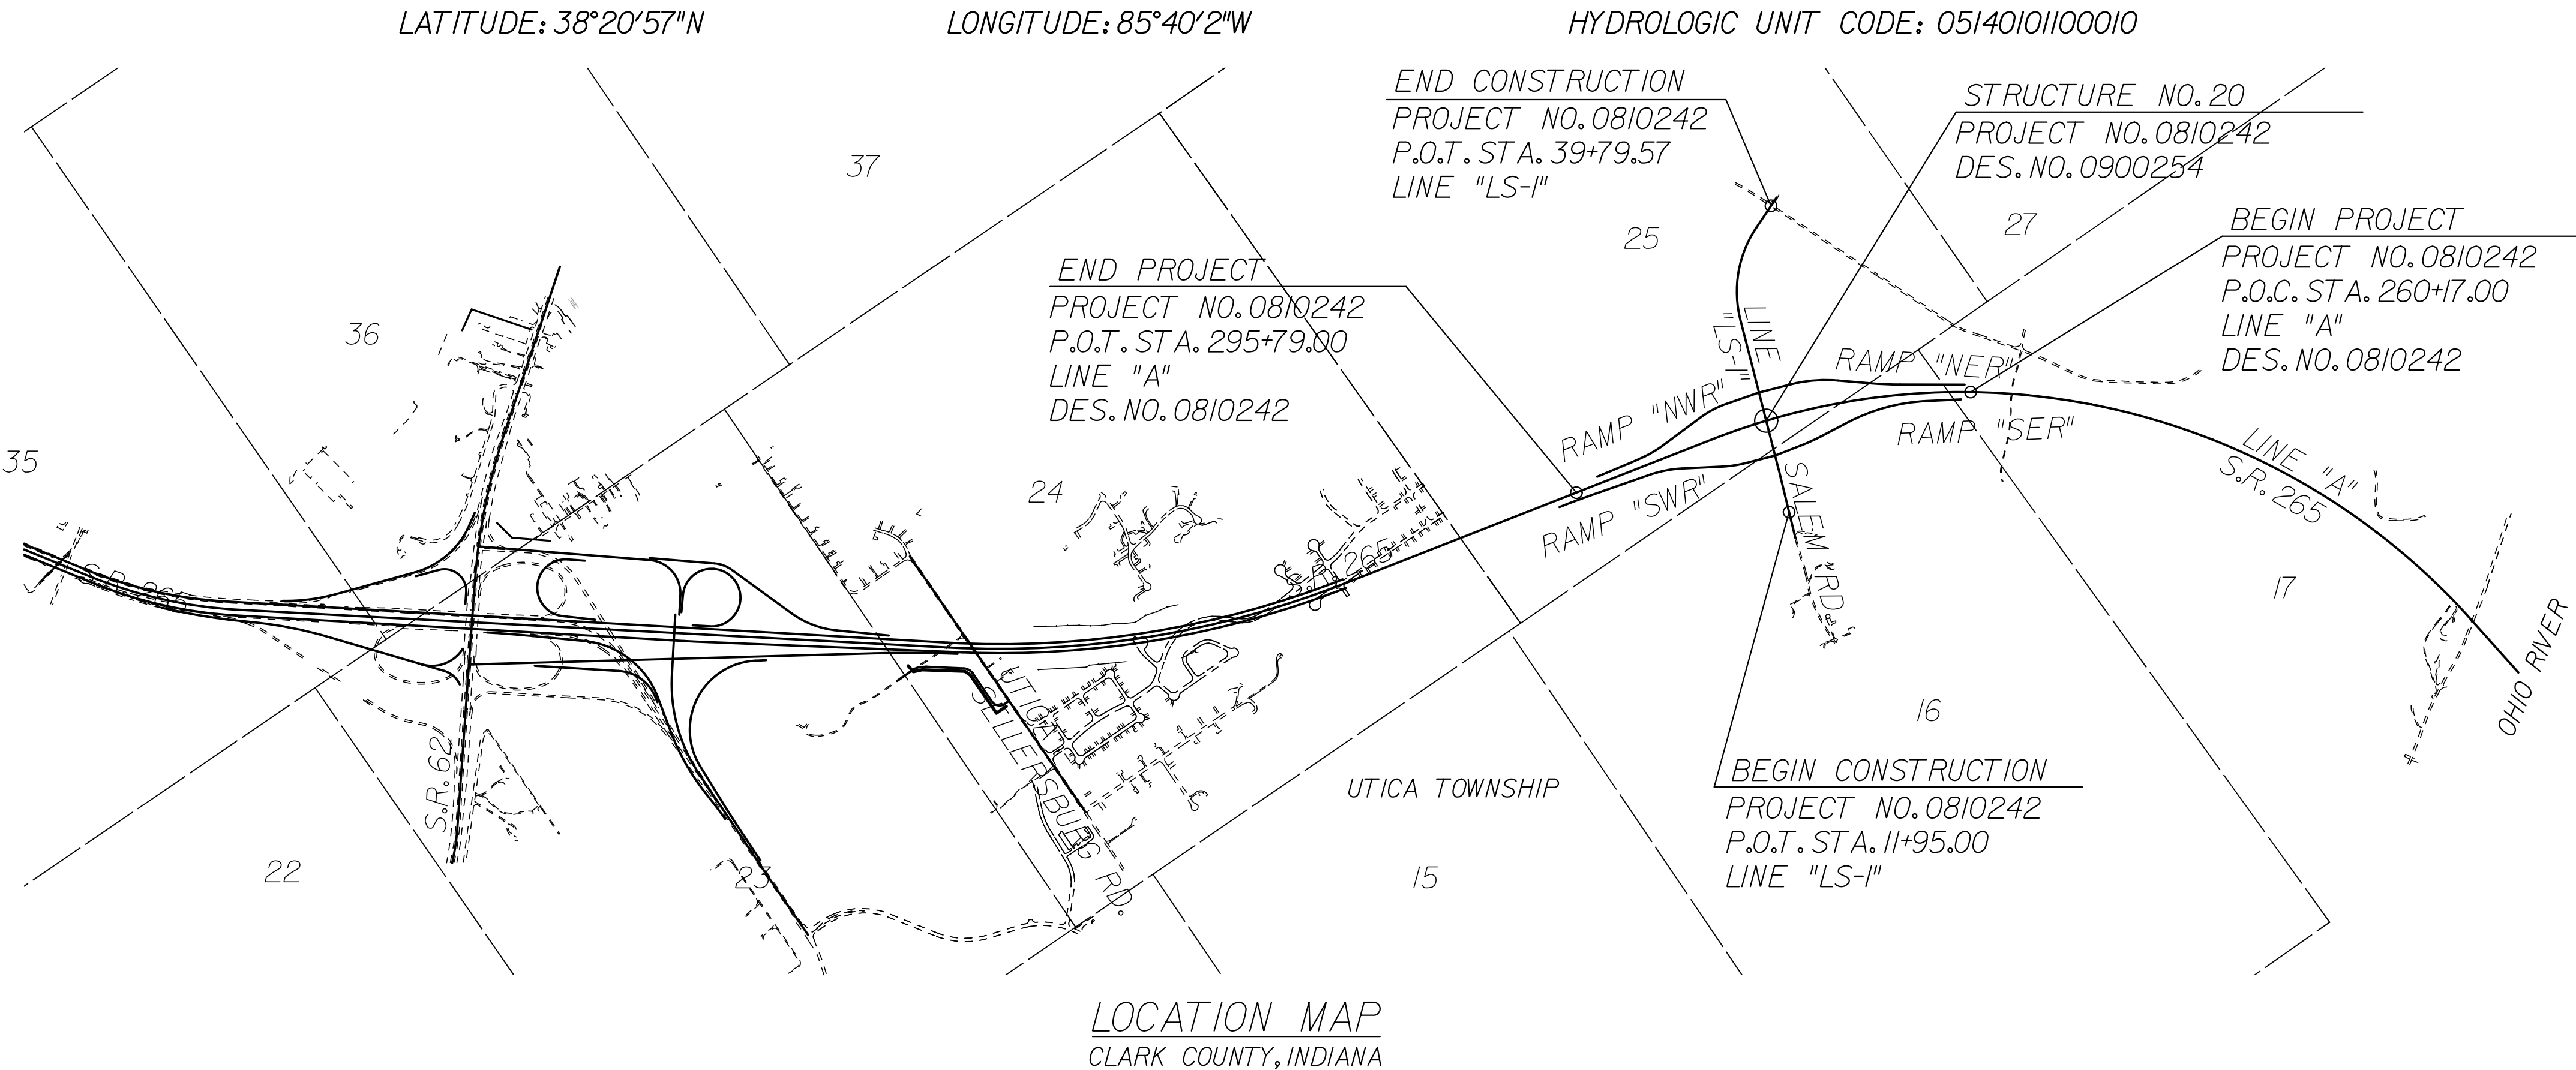 LATITUDE: 38°20'57"N
LONGITUDE: 85°40'2"W
HYDROLOGIC UNIT CODE: 05140101100010
END CONSTRUCTION
PROJECT NO. 0810242
P.O.T. STA. 39+79.57
LINE "LS-1"
STRUCTURE NO. 20
PROJECT NO. 0810242
DES. NO. 0900254
BEGIN PROJECT
PROJECT NO. 0810242
P.O.C. STA. 260+17.00
LINE "A"
DES. NO. 0810242
END PROJECT
PROJECT NO. 0810242
P.O.T. STA. 295+79.00
LINE "A"
DES. NO. 0810242
37
25
27
36
35
24
LINE
"LS-1"
RAMP "NWR"
RAMP "NER"
RAMP "SER"
RAMP "SWR"
LINE "A"
S.R. 265
SALEM RD.
S.R. 265
S.R. 265
17
OHIO RIVER
16
UTICA
SELLERSBURG RD.
S.R. 62
UTICA TOWNSHIP
22
23
15
BEGIN CONSTRUCTION
PROJECT NO. 0810242
P.O.T. STA. 11+95.00
LINE "LS-1"
LOCATION MAP
CLARK COUNTY, INDIANA